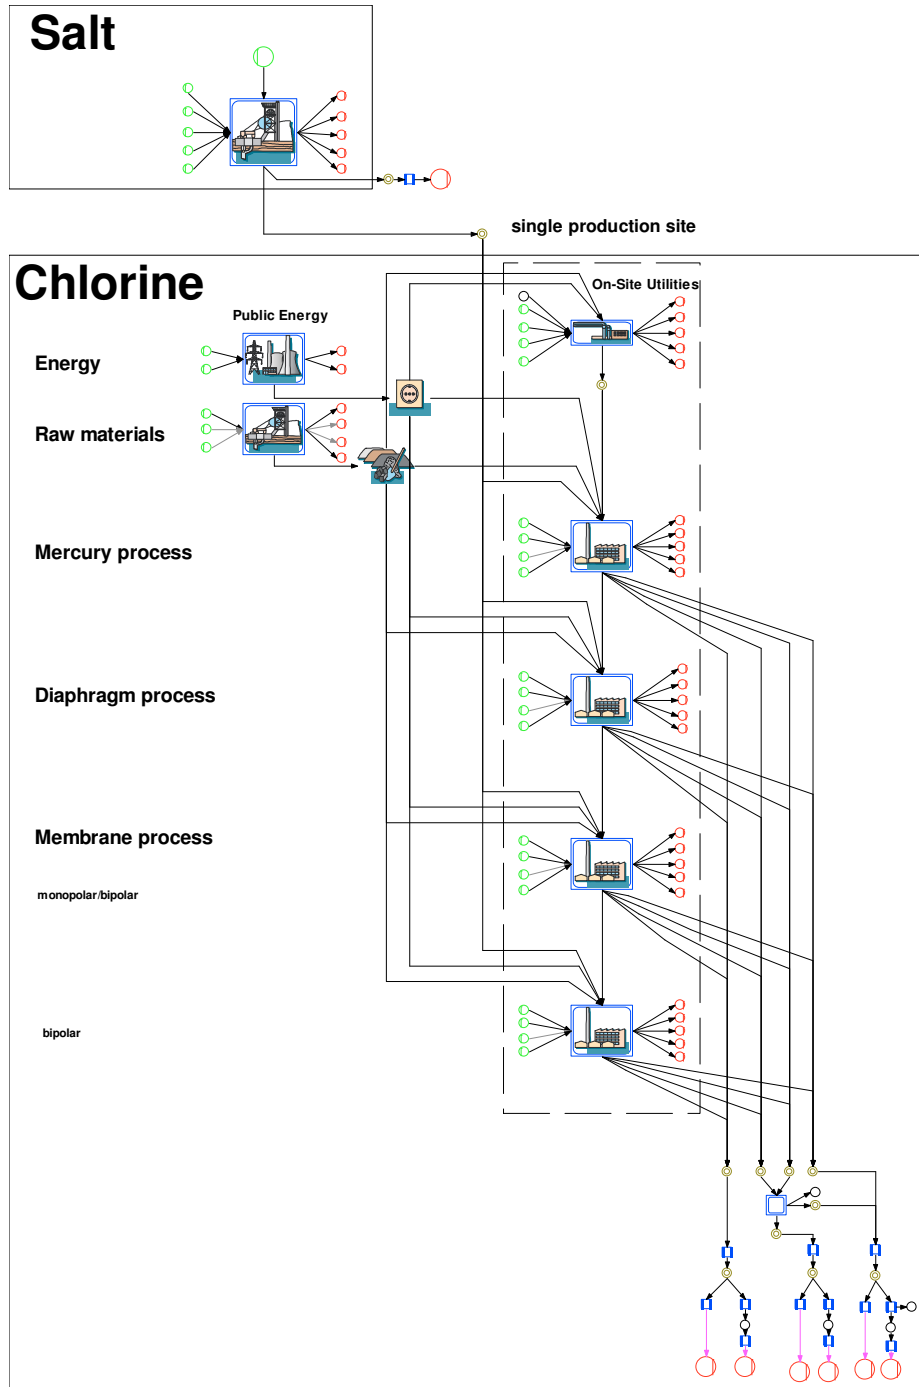 Salt
single production site
Chlorine
On-Site Utilities
Public Energy
Energy
Raw materials
Mercury process
Diaphragm process
Membrane process
monopolar/bipolar
bipolar